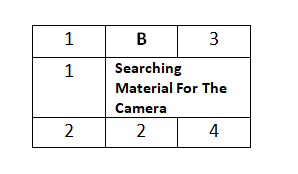 1 B 3
1 Searching
Material For The
Camera
2 2 4